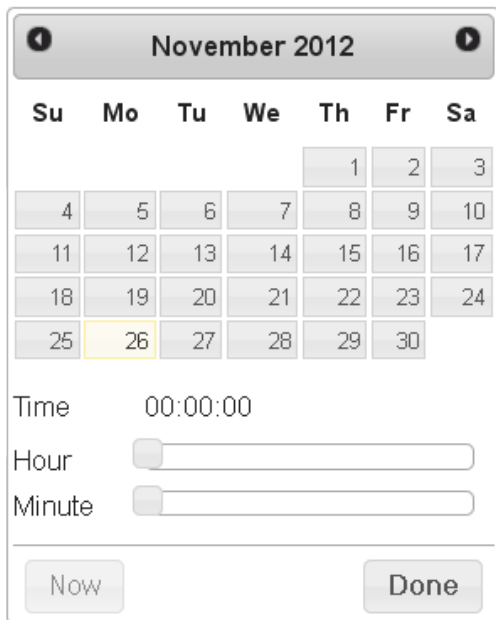 November 2012
Su Mo Tu We Th Fr Sa
1 2 3
4 5 6 7 8 9 10
11 12 13 14 15 16 17
18 19 20 21 22 23 24
25 26 27 28 29 30
Time 00:00:00
Hour
Minute
Now Done